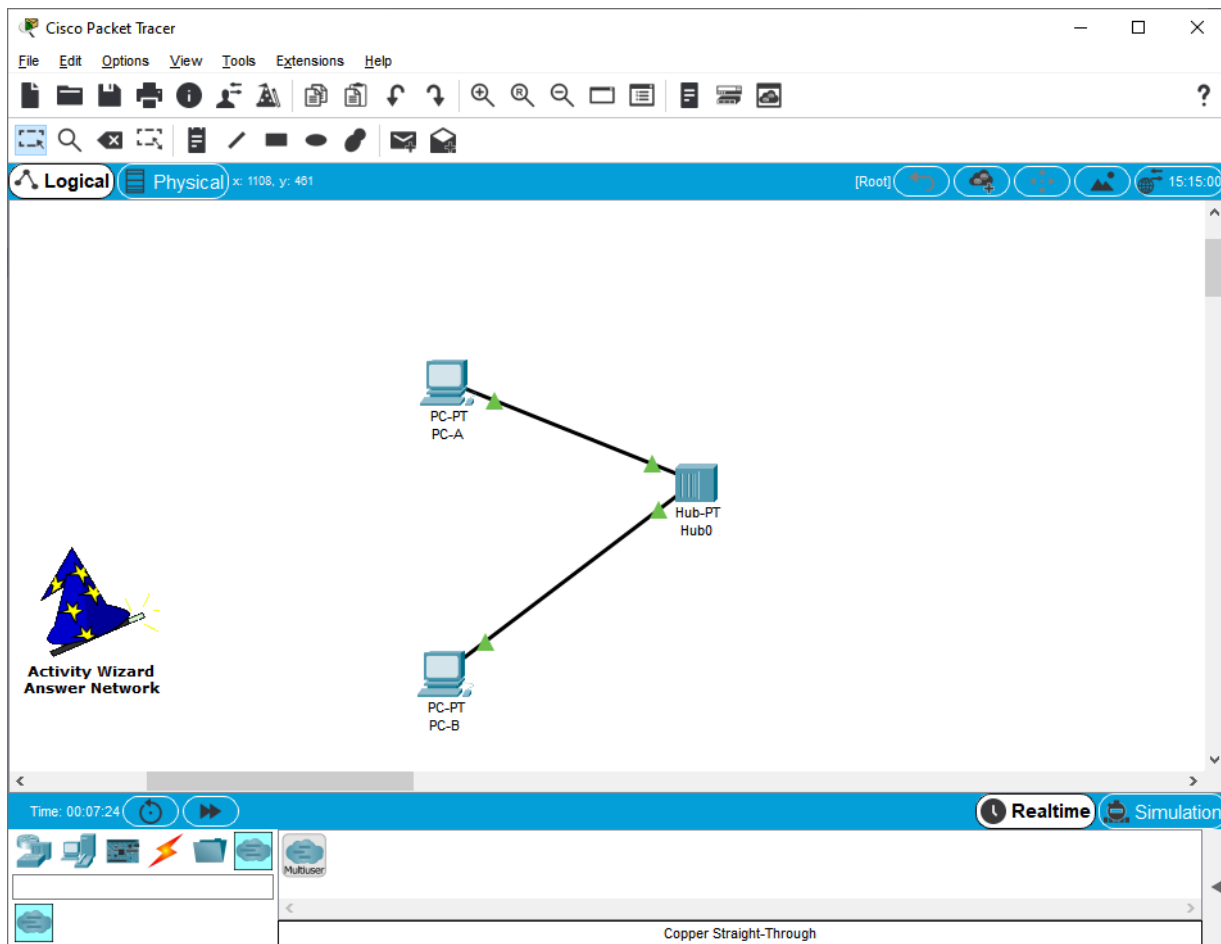 Cisco Packet Tracer
File Edit Options View Tools Extensions Help
R
?
Logical Physical x: 1108, y: 461 [Root] 15:15:00
PC-PT
PC-A
Hub-PT
Hub0
Activity Wizard
Answer Network
PC-PT
PC-B
Time: 00:07:24 Realtime Simulation
Multiuser
Copper Straight-Through